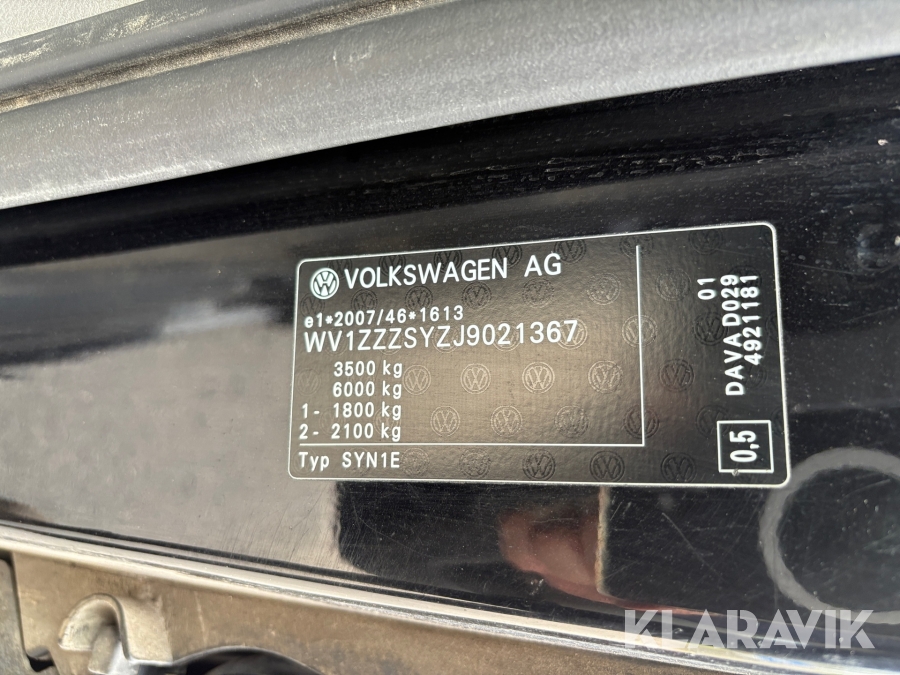 VOLKSWAGEN AG
e1*2007/46*1613
WV1ZZZSYZJ9021367
3500 kg
6000 kg
1- 1800 kg
2- 2100 kg
Typ SYN1E
01
DAVA D029
4921181
0,5
KLARAVIK